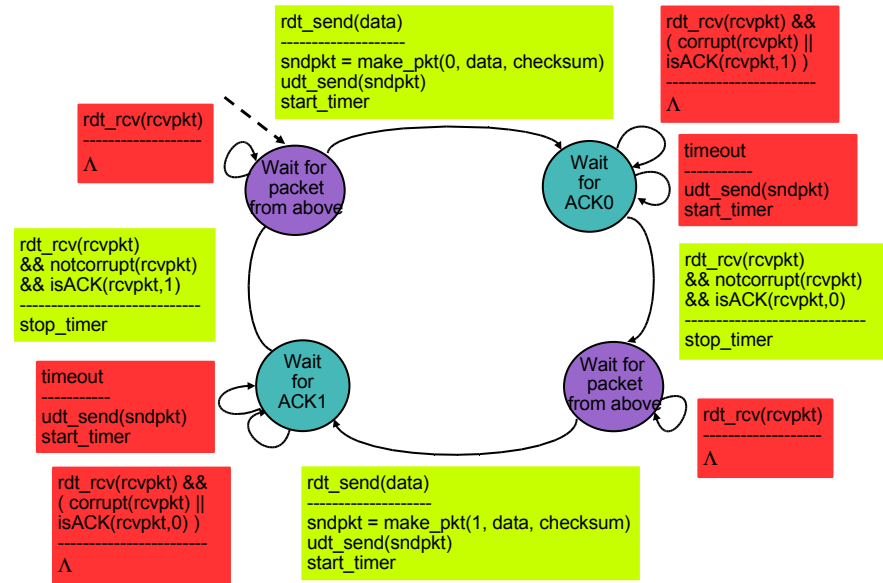 rdt_send(data)
--------------------
sndpkt = make_pkt(0, data, checksum)
udt_send(sndpkt)
start_timer
rdt_rcv(rcvpkt) &&
( corrupt(rcvpkt) ||
isACK(rcvpkt,1) )
------------------------
Λ
rdt_rcv(rcvpkt)
-------------------
Λ
Wait for
packet
from above
Wait
for
ACK0
timeout
-----------
udt_send(sndpkt)
start_timer
rdt_rcv(rcvpkt)
&& notcorrupt(rcvpkt)
&& isACK(rcvpkt,1)
-----------------------------
stop_timer
rdt_rcv(rcvpkt)
&& notcorrupt(rcvpkt)
&& isACK(rcvpkt,0)
-----------------------------
stop_timer
Wait
for
ACK1
Wait for
packet
from above
timeout
-----------
udt_send(sndpkt)
start_timer
rdt_rcv(rcvpkt)
-------------------
Λ
rdt_rcv(rcvpkt) &&
( corrupt(rcvpkt) ||
isACK(rcvpkt,0) )
------------------------
Λ
rdt_send(data)
--------------------
sndpkt = make_pkt(1, data, checksum)
udt_send(sndpkt)
start_timer